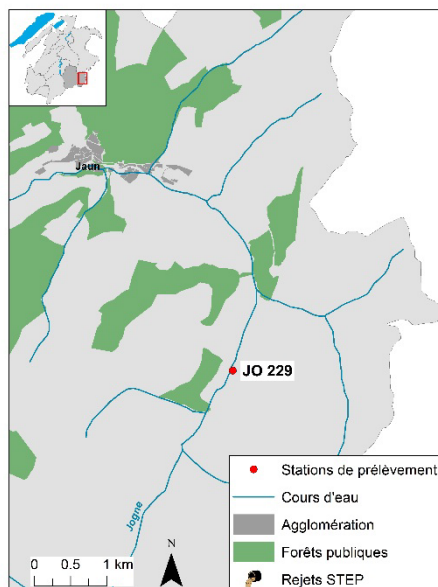 Jaun
JO 229
Jogne
N
0 0.5 1 km
Stations de prélèvement
Cours d'eau
Agglomération
Forêts publiques
Rejets STEP